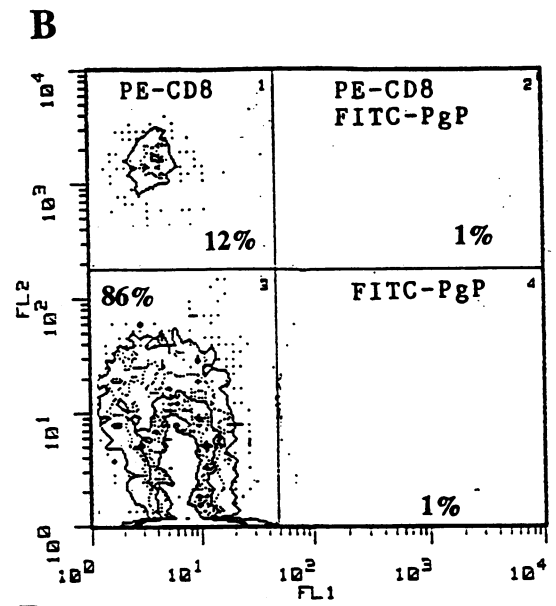 B
PE-CD8 1
PE-CD8 2
FITC-PgP
12%
1%
86%
3
FITC-PgP 4
1%
10⁴
10³
10²
10¹
10⁰
FL2
10⁰ 10¹ 10² 10³ 10⁴
FL1